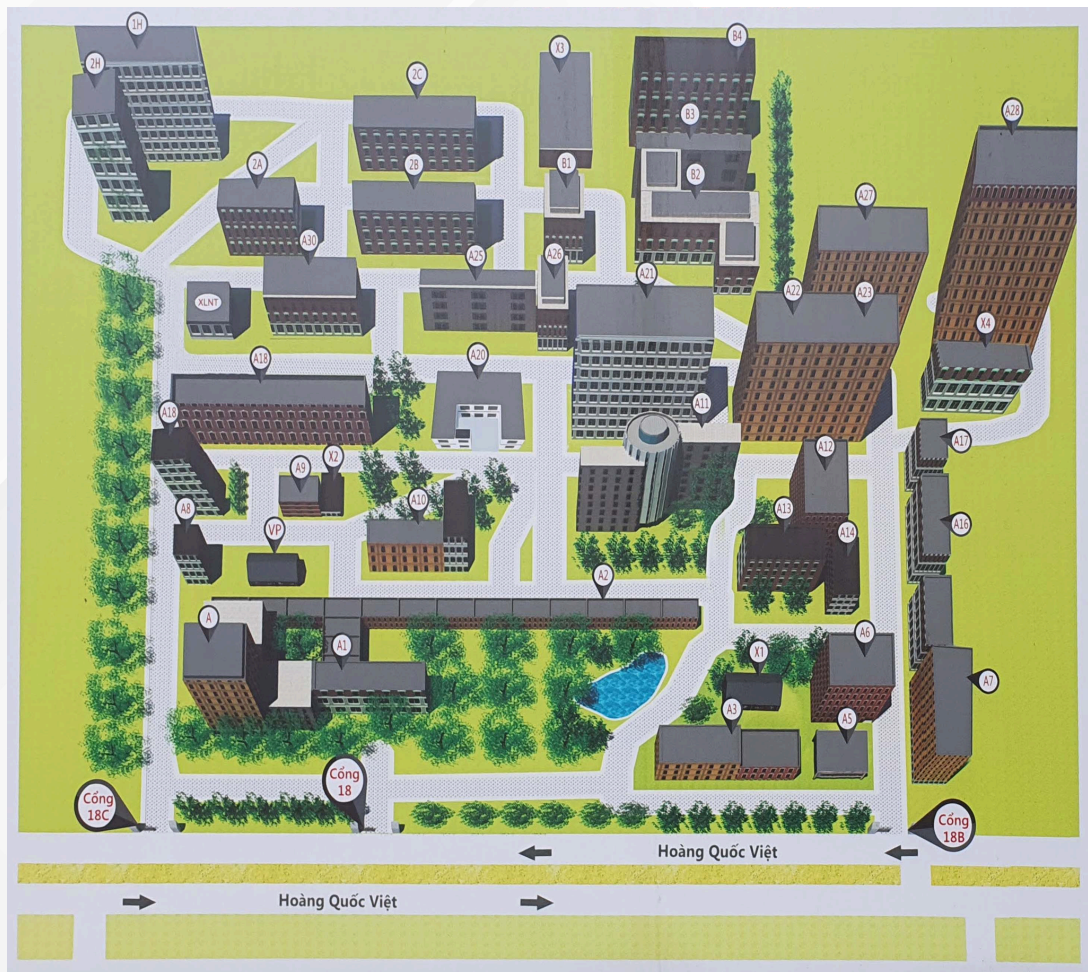 1H
2H
2C
X3
B4
B3
A28
2A
2B
B1
B2
A27
A30
A25
A26
A21
A22
A23
XLNT
X4
A18
A20
A11
A18
A17
A9
X2
A12
A10
A13
A16
A8
VP
A14
A2
A
A1
X1
A6
A7
A3
A5
Cổng
18C
Cổng
18
Cổng
18B
Hoàng Quốc Việt
Hoàng Quốc Việt